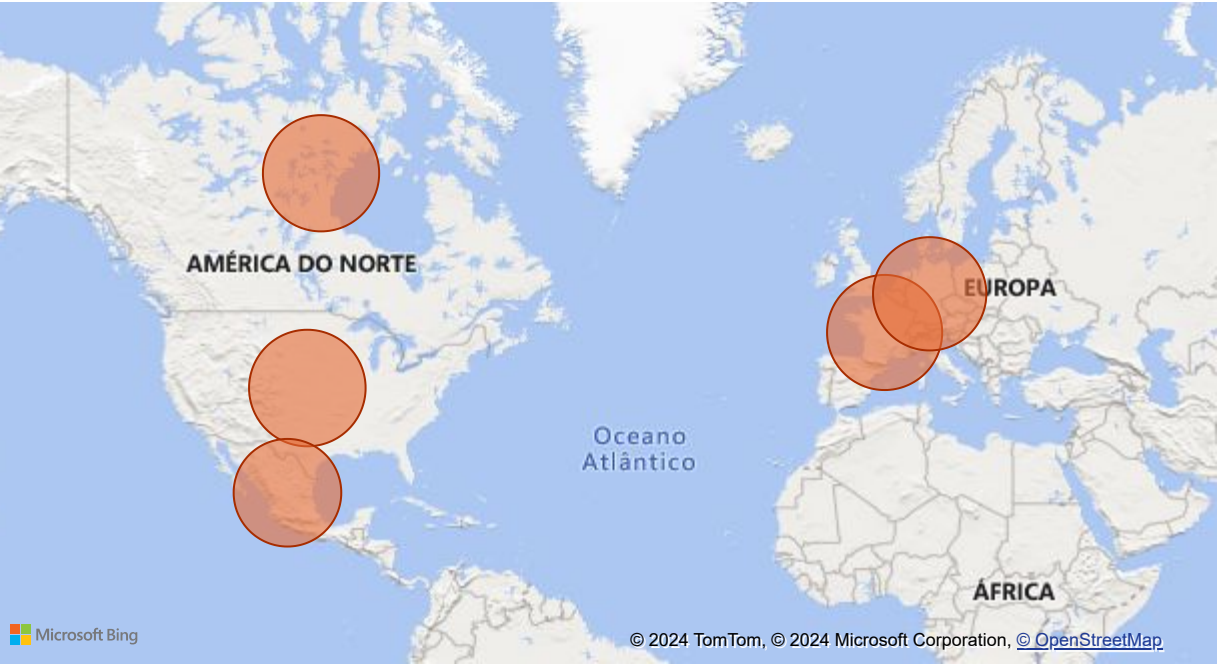 AMÉRICA DO NORTE
EUROPA
Oceano
Atlântico
ÁFRICA
Microsoft Bing
© 2024 TomTom, © 2024 Microsoft Corporation, © OpenStreetMap